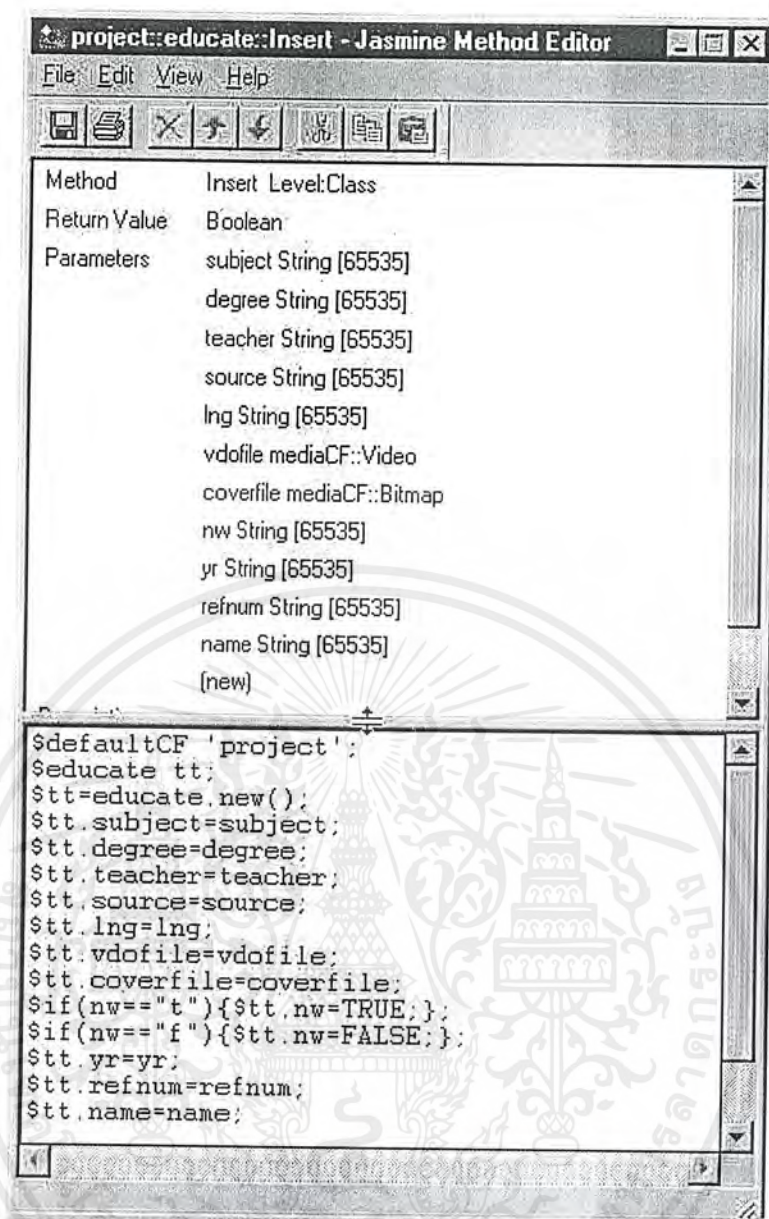 project::educate::Insert - Jasmine Method Editor
File Edit View Help
Method Insert Level:Class
Return Value Boolean
Parameters subject String [65535]
degree String [65535]
teacher String [65535]
source String [65535]
lng String [65535]
vdofile mediaCF::Video
coverfile mediaCF::Bitmap
nw String [65535]
yr String [65535]
refnum String [65535]
name String [65535]
(new)
$defaultCF 'project';
$educate tt;
$tt=educate.new();
$tt.subject=subject;
$tt.degree=degree;
$tt.teacher=teacher;
$tt.source=source;
$tt.lng=lng;
$tt.vdofile=vdofile;
$tt.coverfile=coverfile;
$if(nw=="t"){$tt.nw=TRUE;};
$if(nw=="f"){$tt.nw=FALSE;};
$tt.yr=yr;
$tt.refnum=refnum;
$tt.name=name;